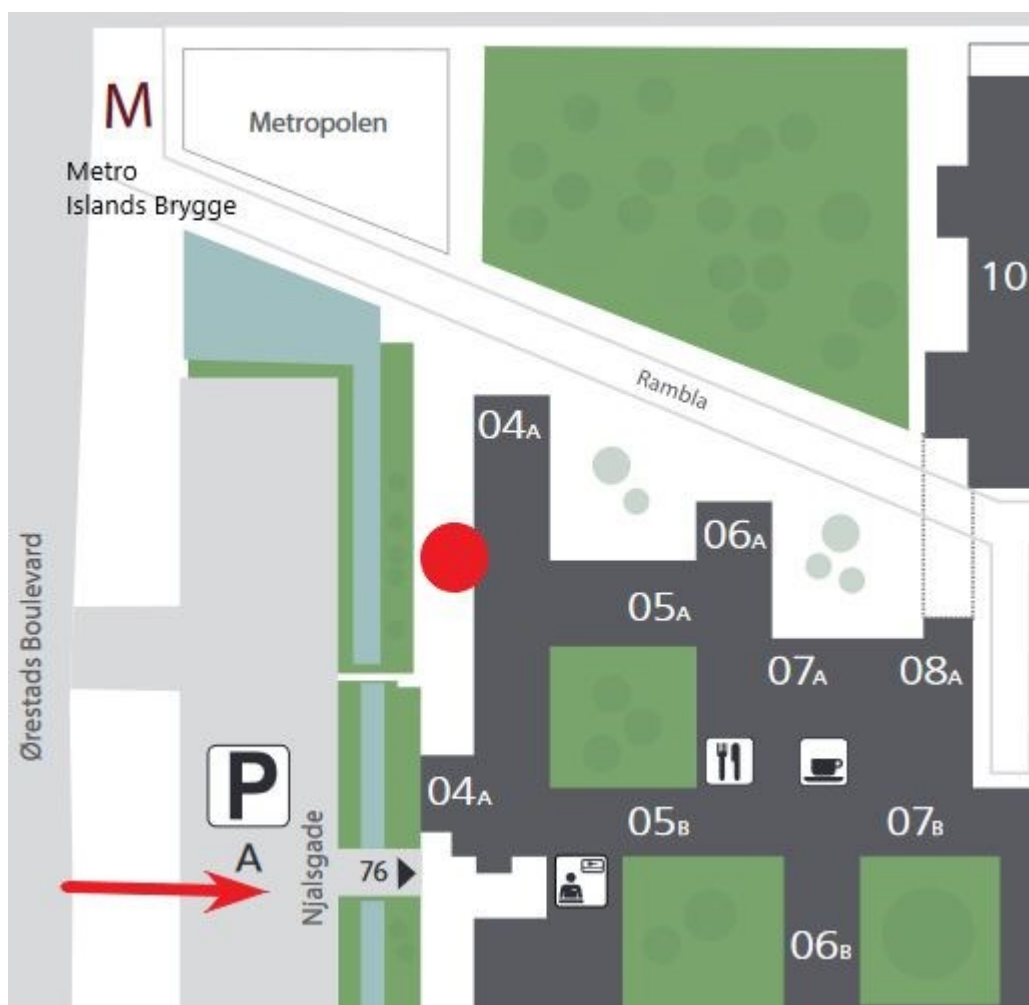 M
Metro
Islands Brygge
Metropolen
10
Rambla
04A
06A
05A
07A
08A
Ørestads Boulevard
P
A
Njalsgade
04A
05B
07B
76
06B